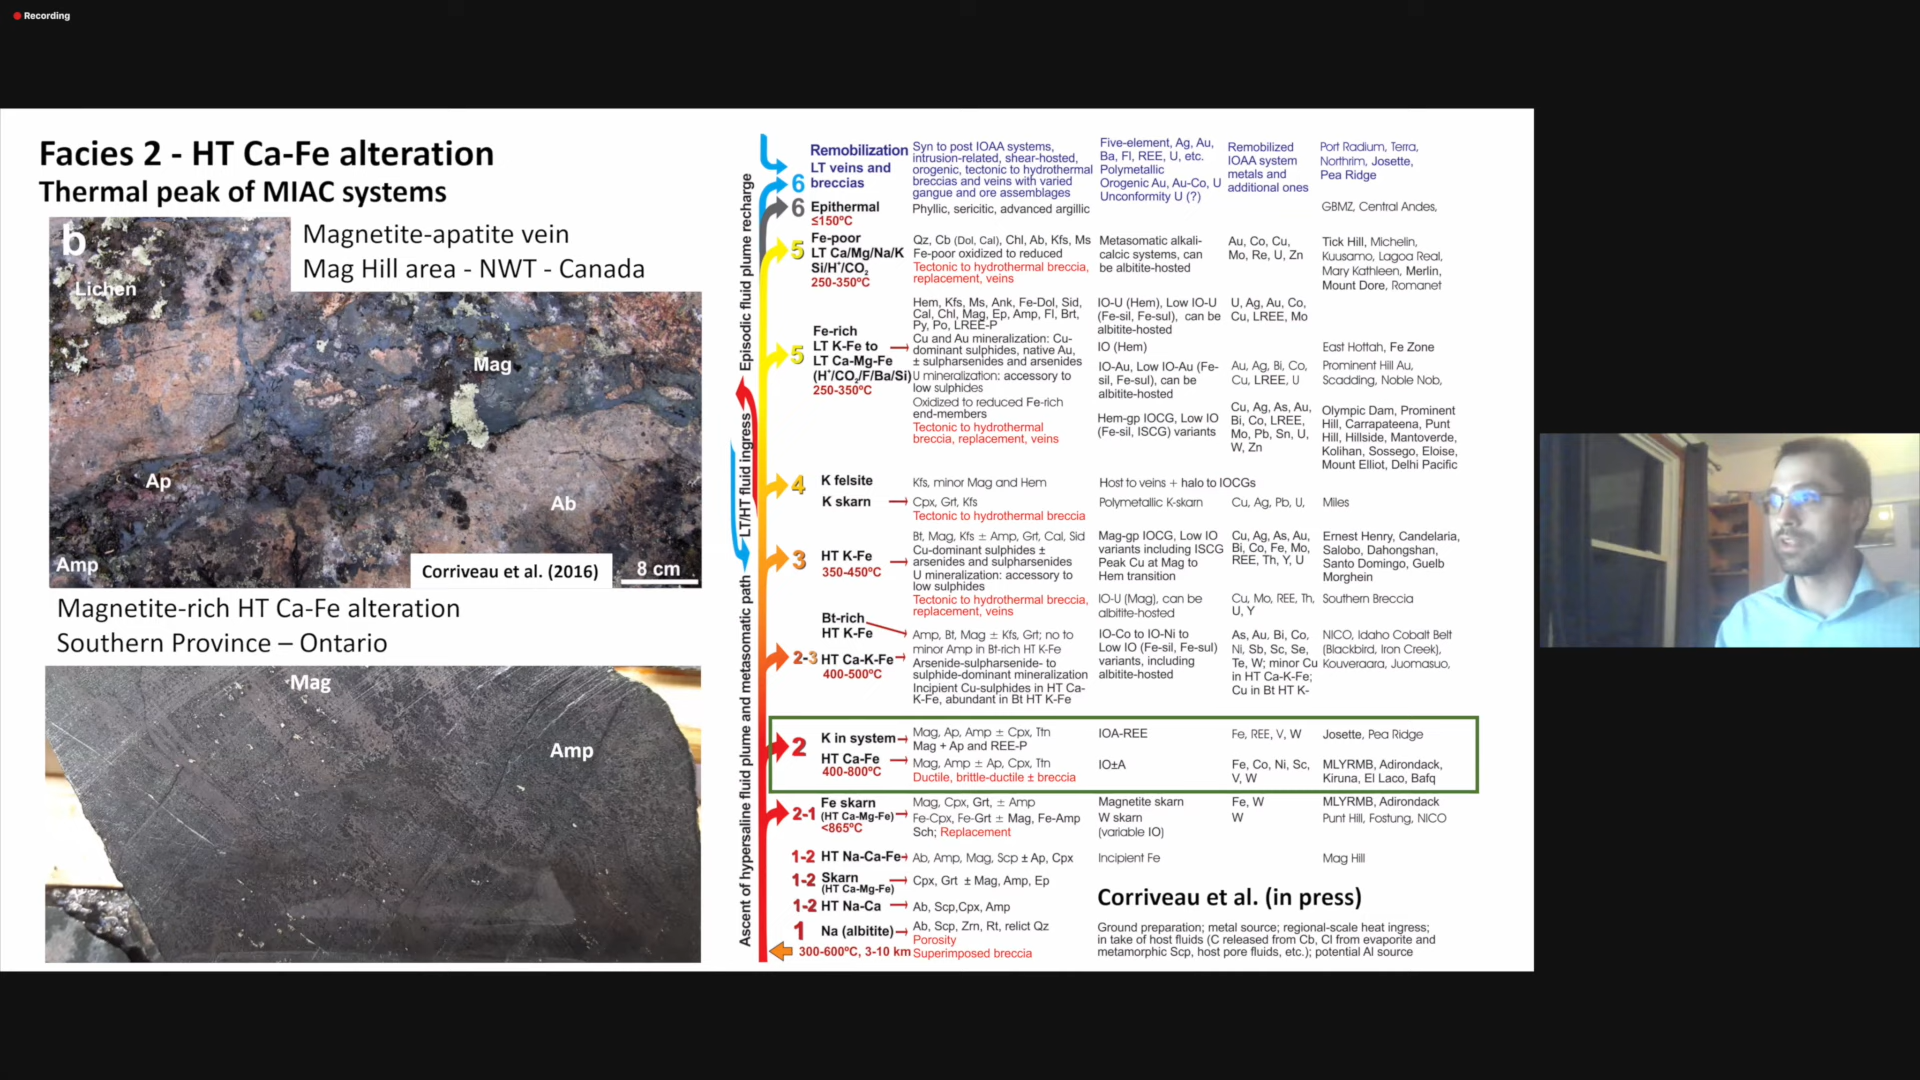 Recording
Facies 2 - HT Ca-Fe alteration
Thermal peak of MIAC systems
b
Magnetite-apatite vein
Mag Hill area - NWT - Canada
Lichen
Mag
Ap
Ab
Amp
Corriveau et al. (2016)
8 cm
Magnetite-rich HT Ca-Fe alteration
Southern Province – Ontario
Mag
Amp
Episodic fluid plume recharge
LT/HT fluid ingress
Ascent of hypersaline fluid plume and metasomatic path
Remobilization
LT veins and
6 breccias
Syn to post IOAA systems,
intrusion-related, shear-hosted,
orogenic, tectonic to hydrothermal
breccias and veins with varied
gangue and ore assemblages
Five-element, Ag, Au,
Ba, Fl, REE, U, etc.
Polymetallic
Orogenic Au, Au-Co, U
Unconformity U (?)
Remobilized
IOAA system
metals and
additional ones
Port Radium, Terra,
Northrim, Josette,
Pea Ridge
6 Epithermal
≤150ºC
Phyllic, sericitic, advanced argillic
GBMZ, Central Andes,
5
Fe-poor
LT Ca/Mg/Na/K
Si/H⁺/CO₂
250-350ºC
Qz, Cb (Dol, Cal), Chl, Ab, Kfs, Ms
Fe-poor oxidized to reduced
Tectonic to hydrothermal breccia,
replacement, veins
Metasomatic alkali-
calcic systems, can
be albitite-hosted
Au, Co, Cu,
Mo, Re, U, Zn
Tick Hill, Michelin,
Kuusamo, Lagoa Real,
Mary Kathleen, Merlin,
Mount Dore, Romanet
5
Fe-rich
LT K-Fe to
LT Ca-Mg-Fe
(H⁺/CO₂/F/Ba/Si)
250-350ºC
Hem, Kfs, Ms, Ank, Fe-Dol, Sid,
Cal, Chl, Mag, Ep, Amp, Fl, Brt,
Py, Po, LREE-P
Cu and Au mineralization: Cu-
dominant sulphides, native Au,
± sulpharsenides and arsenides
U mineralization: accessory to
low sulphides
Oxidized to reduced Fe-rich
end-members
Tectonic to hydrothermal
breccia, replacement, veins
IO-U (Hem), Low IO-U
(Fe-sil, Fe-sul), can be
albitite-hosted
U, Ag, Au, Co,
Cu, LREE, Mo
IO (Hem)
East Hottah, Fe Zone
IO-Au, Low IO-Au (Fe-
sil, Fe-sul), can be
albitite-hosted
Au, Ag, Bi, Co,
Cu, LREE, U
Prominent Hill Au,
Scadding, Noble Nob,
Hem-gp IOCG, Low IO
(Fe-sil, ISCG) variants
Cu, Ag, As, Au,
Bi, Co, LREE,
Mo, Pb, Sn, U,
W, Zn
Olympic Dam, Prominent
Hill, Carrapateena, Punt
Hill, Hillside, Mantoverde,
Kolihan, Sossego, Eloise,
Mount Elliot, Delhi Pacific
4 K felsite
Kfs, minor Mag and Hem
Host to veins + halo to IOCGs
K skarn
Cpx, Grt, Kfs
Tectonic to hydrothermal breccia
Polymetallic K-skarn
Cu, Ag, Pb, U,
Miles
3 HT K-Fe
350-450ºC
Bt, Mag, Kfs ± Amp, Grt, Cal, Sid
Cu-dominant sulphides ±
arsenides and sulpharsenides
U mineralization: accessory to
low sulphides
Tectonic to hydrothermal breccia,
replacement, veins
Mag-gp IOCG, Low IO
variants including ISCG
Peak Cu at Mag to
Hem transition
Cu, Ag, As, Au,
Bi, Co, Fe, Mo,
REE, Th, Y, U
Ernest Henry, Candelaria,
Salobo, Dahongshan,
Santo Domingo, Guelb
Morghein
IO-U (Mag), can be
albitite-hosted
Cu, Mo, REE, Th,
U, Y
Southern Breccia
Bt-rich
HT K-Fe
2-3 HT Ca-K-Fe
400-500ºC
Amp, Bt, Mag ± Kfs, Grt; no to
minor Amp in Bt-rich HT K-Fe
Arsenide-sulpharsenide- to
sulphide-dominant mineralization
Incipient Cu-sulphides in HT Ca-
K-Fe, abundant in Bt HT K-Fe
IO-Co to IO-Ni to
Low IO (Fe-sil, Fe-sul)
variants, including
albitite-hosted
As, Au, Bi, Co,
Ni, Sb, Sc, Se,
Te, W; minor Cu
in HT Ca-K-Fe;
Cu in Bt HT K-
NICO, Idaho Cobalt Belt
(Blackbird, Iron Creek),
Kouveraara, Juomasuo,
2
K in system
Mag, Ap, Amp ± Cpx, Ttn
Mag + Ap and REE-P
IOA-REE
Fe, REE, V, W
Josette, Pea Ridge
HT Ca-Fe
400-800ºC
Mag, Amp ± Ap, Cpx, Ttn
Ductile, brittle-ductile ± breccia
IO±A
Fe, Co, Ni, Sc,
V, W
MLYRMB, Adirondack,
Kiruna, El Laco, Bafq
2-1
Fe skarn
(HT Ca-Mg-Fe)
<865ºC
Mag, Cpx, Grt, ± Amp
Fe-Cpx, Fe-Grt ± Mag, Fe-Amp
Sch; Replacement
Magnetite skarn
W skarn
(variable IO)
Fe, W
W
MLYRMB, Adirondack
Punt Hill, Fostung, NICO
1-2 HT Na-Ca-Fe
Ab, Amp, Mag, Scp ± Ap, Cpx
Incipient Fe
Mag Hill
1-2 Skarn
(HT Ca-Mg-Fe)
Cpx, Grt ± Mag, Amp, Ep
1-2 HT Na-Ca
Ab, Scp,Cpx, Amp
1 Na (albitite)
Ab, Scp, Zrn, Rt, relict Qz
Porosity
300-600ºC, 3-10 km
Superimposed breccia
Corriveau et al. (in press)
Ground preparation; metal source; regional-scale heat ingress;
in take of host fluids (C released from Cb, Cl from evaporite and
metamorphic Scp, host pore fluids, etc.); potential Al source